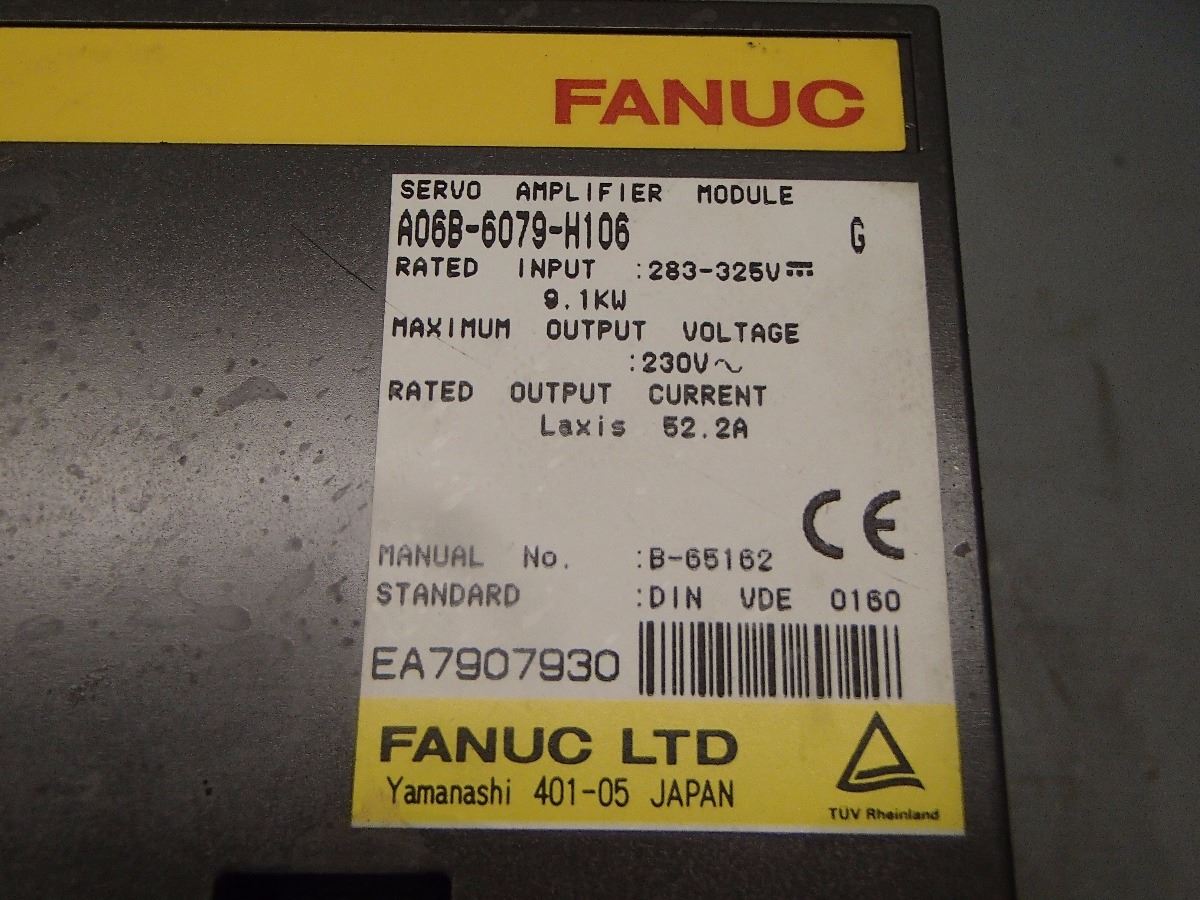 FANUC
SERVO AMPLIFIER MODULE
A06B-6079-H106 G
RATED INPUT :283-325V⎓
9.1KW
MAXIMUM OUTPUT VOLTAGE
:230V～
RATED OUTPUT CURRENT
Laxis 52.2A
CE
MANUAL No. :B-65162
STANDARD :DIN VDE 0160
EA7907930
FANUC LTD
Yamanashi 401-05 JAPAN
TÜV Rheinland